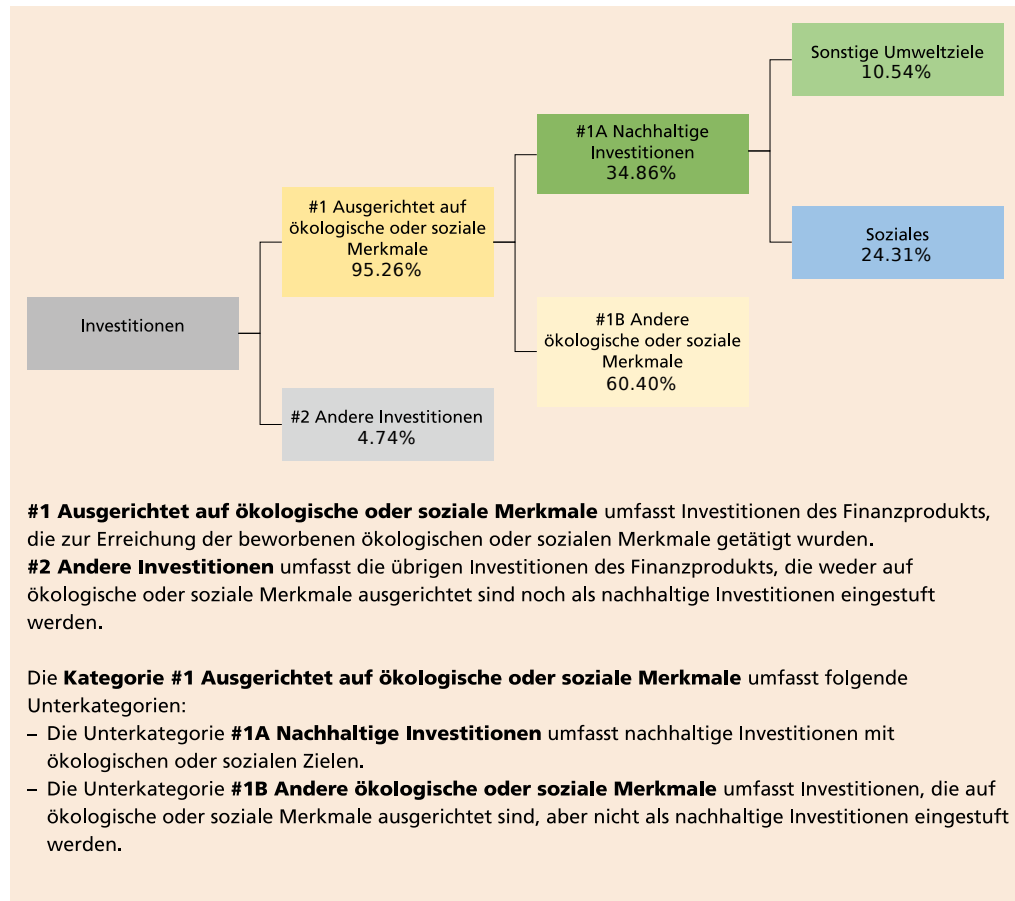 Sonstige Umweltziele
10.54%
#1A Nachhaltige
Investitionen
34.86%
#1 Ausgerichtet auf
ökologische oder soziale
Merkmale
95.26%
Soziales
24.31%
Investitionen
#1B Andere
ökologische oder soziale
Merkmale
60.40%
#2 Andere Investitionen
4.74%
#1 Ausgerichtet auf ökologische oder soziale Merkmale umfasst Investitionen des Finanzprodukts,
die zur Erreichung der beworbenen ökologischen oder sozialen Merkmale getätigt wurden.
#2 Andere Investitionen umfasst die übrigen Investitionen des Finanzprodukts, die weder auf
ökologische oder soziale Merkmale ausgerichtet sind noch als nachhaltige Investitionen eingestuft
werden.
Die Kategorie #1 Ausgerichtet auf ökologische oder soziale Merkmale umfasst folgende
Unterkategorien:
– Die Unterkategorie #1A Nachhaltige Investitionen umfasst nachhaltige Investitionen mit
ökologischen oder sozialen Zielen.
– Die Unterkategorie #1B Andere ökologische oder soziale Merkmale umfasst Investitionen, die auf
ökologische oder soziale Merkmale ausgerichtet sind, aber nicht als nachhaltige Investitionen eingestuft
werden.